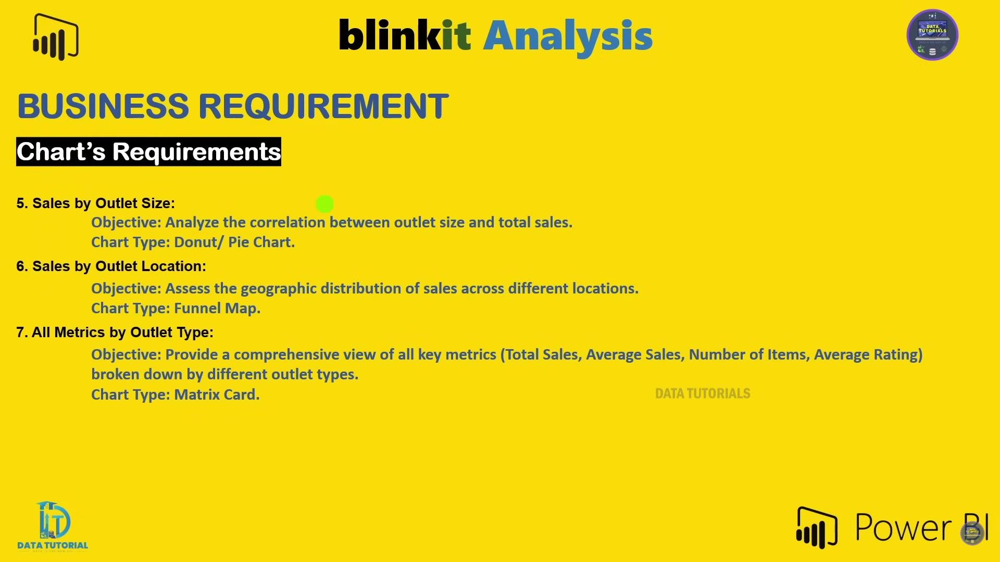 blinkit Analysis
DATA
TUTORIALS
BUSINESS REQUIREMENT
Chart’s Requirements
5. Sales by Outlet Size:
Objective: Analyze the correlation between outlet size and total sales.
Chart Type: Donut/ Pie Chart.
6. Sales by Outlet Location:
Objective: Assess the geographic distribution of sales across different locations.
Chart Type: Funnel Map.
7. All Metrics by Outlet Type:
Objective: Provide a comprehensive view of all key metrics (Total Sales, Average Sales, Number of Items, Average Rating)
broken down by different outlet types.
Chart Type: Matrix Card.
DATA TUTORIALS
DATA TUTORIAL
Power BI